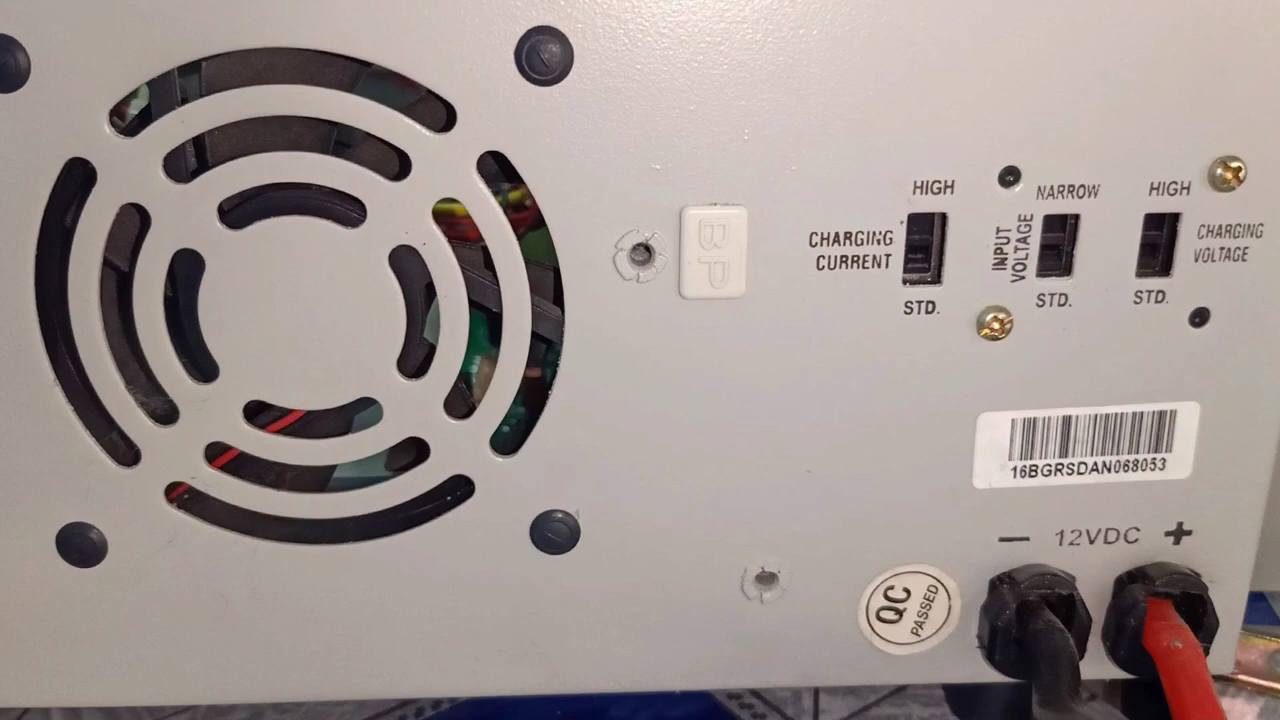 BP
HIGH
CHARGING
CURRENT
STD.
NARROW
INPUT
VOLTAGE
STD.
HIGH
CHARGING
VOLTAGE
STD.
16BGRSDAN068053
– 12VDC +
QC
PASSED